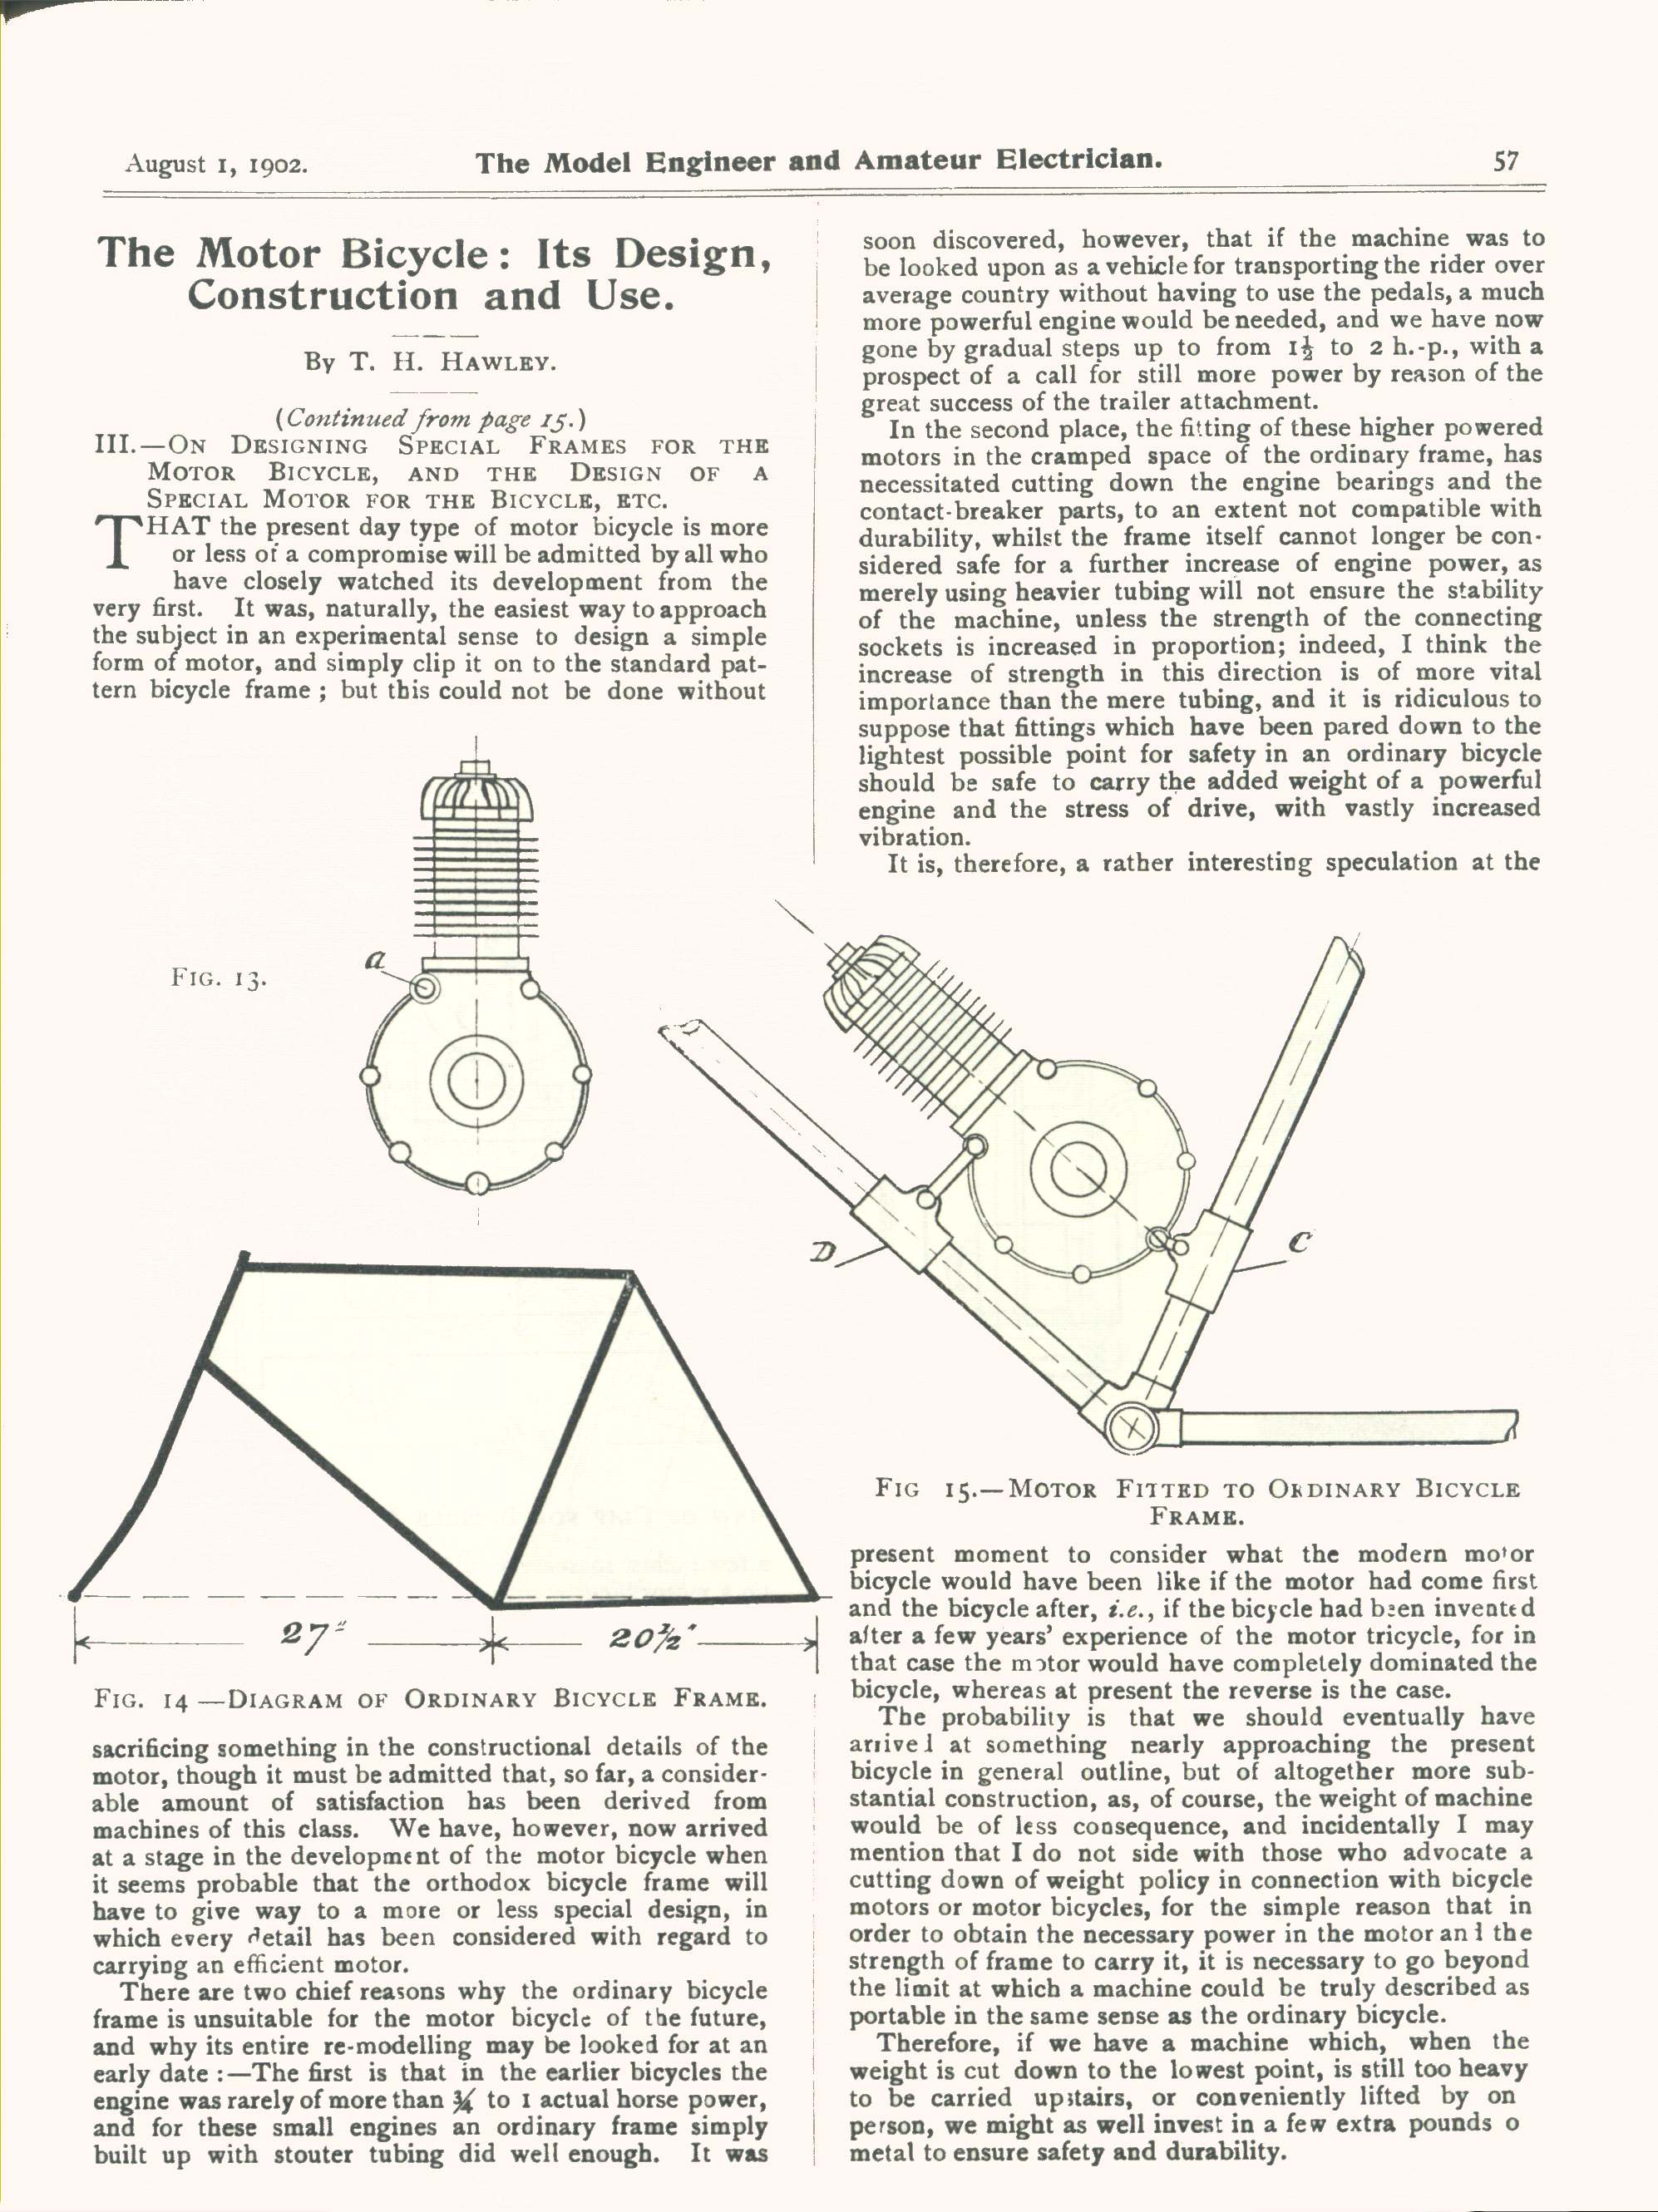 August 1, 1902.
The Model Engineer and Amateur Electrician.
57
The Motor Bicycle: Its Design,
Construction and Use.
By T. H. Hawley.
(Continued from page 15.)
III.—On Designing Special Frames for the
Motor Bicycle, and the Design of a
Special Motor for the Bicycle, etc.
THAT the present day type of motor bicycle is more
or less of a compromise will be admitted by all who
have closely watched its development from the
very first. It was, naturally, the easiest way to approach
the subject in an experimental sense to design a simple
form of motor, and simply clip it on to the standard pat-
tern bicycle frame; but this could not be done without
a
Fig. 13.
27"
20½"
Fig. 14—Diagram of Ordinary Bicycle Frame.
sacrificing something in the constructional details of the
motor, though it must be admitted that, so far, a consider-
able amount of satisfaction has been derived from
machines of this class. We have, however, now arrived
at a stage in the development of the motor bicycle when
it seems probable that the orthodox bicycle frame will
have to give way to a more or less special design, in
which every detail has been considered with regard to
carrying an efficient motor.
There are two chief reasons why the ordinary bicycle
frame is unsuitable for the motor bicycle of the future,
and why its entire re-modelling may be looked for at an
early date:—The first is that in the earlier bicycles the
engine was rarely of more than ¾ to 1 actual horse power,
and for these small engines an ordinary frame simply
built up with stouter tubing did well enough. It was
soon discovered, however, that if the machine was to
be looked upon as a vehicle for transporting the rider over
average country without having to use the pedals, a much
more powerful engine would be needed, and we have now
gone by gradual steps up to from 1½ to 2 h.-p., with a
prospect of a call for still more power by reason of the
great success of the trailer attachment.
In the second place, the fitting of these higher powered
motors in the cramped space of the ordinary frame, has
necessitated cutting down the engine bearings and the
contact-breaker parts, to an extent not compatible with
durability, whilst the frame itself cannot longer be con-
sidered safe for a further increase of engine power, as
merely using heavier tubing will not ensure the stability
of the machine, unless the strength of the connecting
sockets is increased in proportion; indeed, I think the
increase of strength in this direction is of more vital
importance than the mere tubing, and it is ridiculous to
suppose that fittings which have been pared down to the
lightest possible point for safety in an ordinary bicycle
should be safe to carry the added weight of a powerful
engine and the stress of drive, with vastly increased
vibration.
It is, therefore, a rather interesting speculation at the
D
C
Fig 15.—Motor Fitted to Ordinary Bicycle
Frame.
present moment to consider what the modern motor
bicycle would have been like if the motor had come first
and the bicycle after, i.e., if the bicycle had been invented
after a few years' experience of the motor tricycle, for in
that case the motor would have completely dominated the
bicycle, whereas at present the reverse is the case.
The probability is that we should eventually have
arrived at something nearly approaching the present
bicycle in general outline, but of altogether more sub-
stantial construction, as, of course, the weight of machine
would be of less consequence, and incidentally I may
mention that I do not side with those who advocate a
cutting down of weight policy in connection with bicycle
motors or motor bicycles, for the simple reason that in
order to obtain the necessary power in the motor and the
strength of frame to carry it, it is necessary to go beyond
the limit at which a machine could be truly described as
portable in the same sense as the ordinary bicycle.
Therefore, if we have a machine which, when the
weight is cut down to the lowest point, is still too heavy
to be carried upstairs, or conveniently lifted by on
person, we might as well invest in a few extra pounds o
metal to ensure safety and durability.